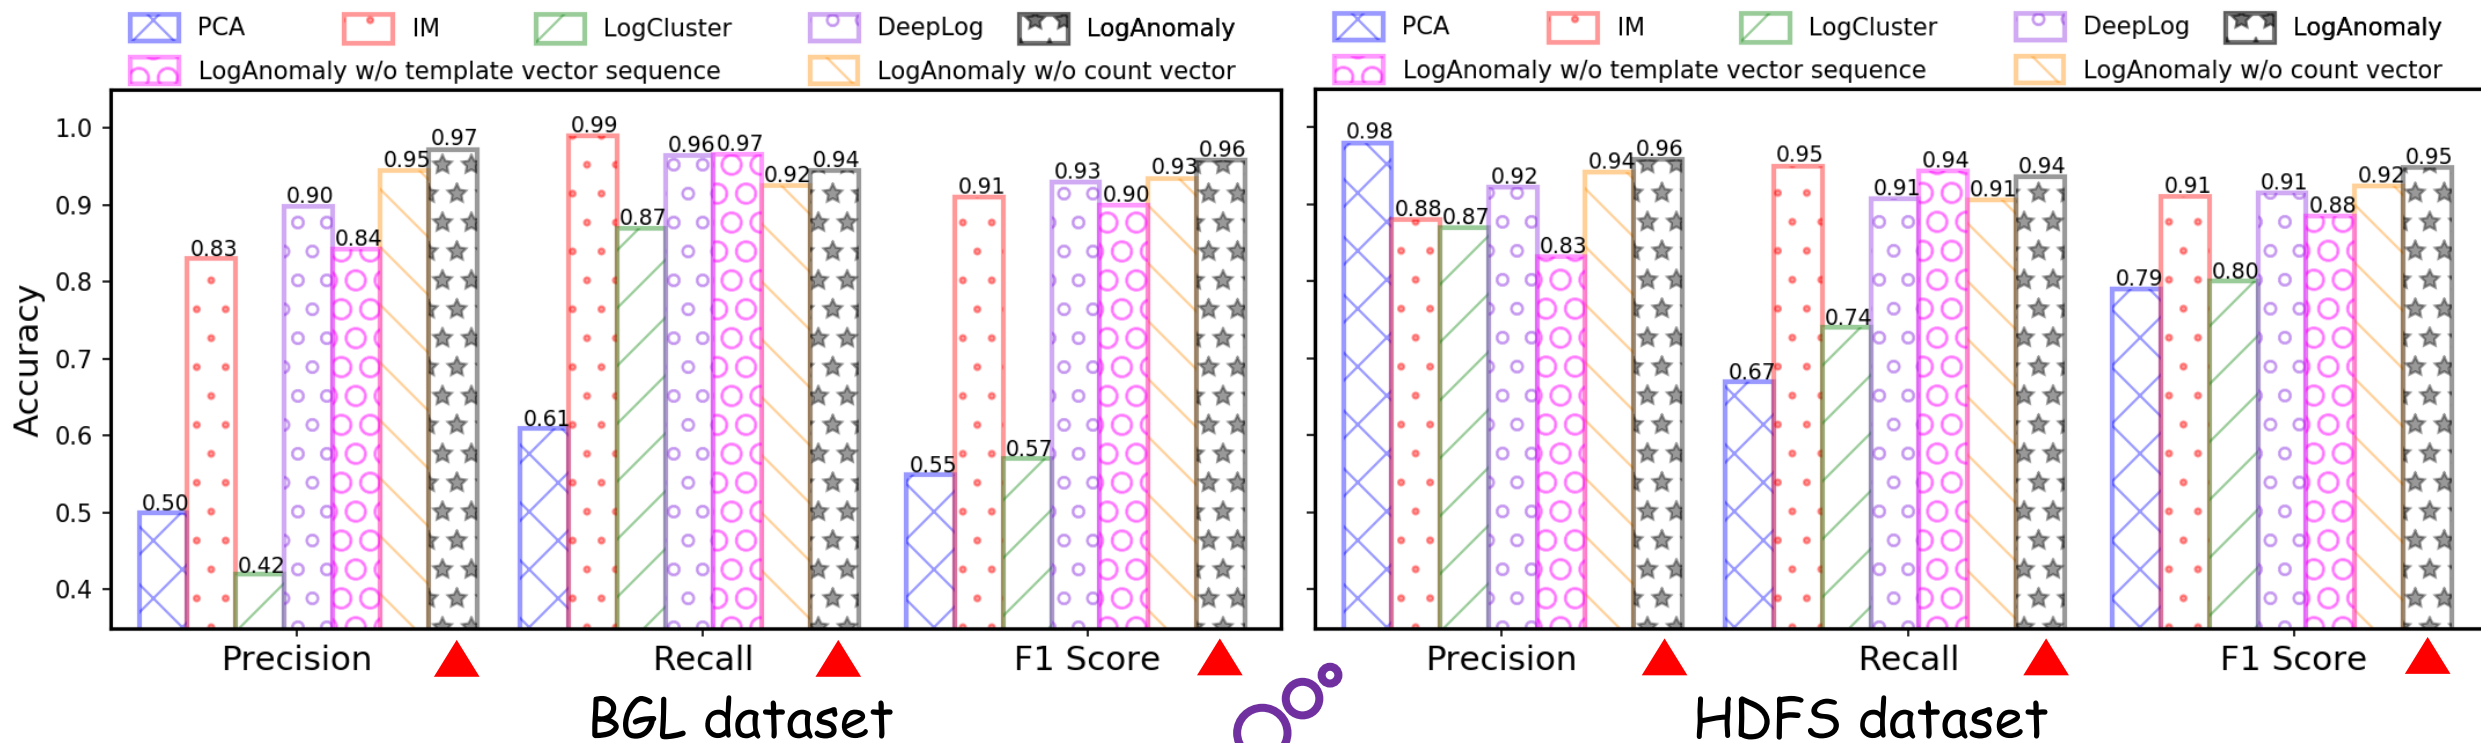 PCA IM LogCluster DeepLog LogAnomaly
LogAnomaly w/o template vector sequence LogAnomaly w/o count vector
Accuracy
1.0
0.9
0.8
0.7
0.6
0.5
0.4
0.50 0.83 0.42 0.90 0.84 0.95 0.97
0.61 0.99 0.87 0.96 0.97 0.92 0.94
0.55 0.91 0.57 0.93 0.90 0.93 0.96
Precision Recall F1 Score
BGL dataset
PCA IM LogCluster DeepLog LogAnomaly
LogAnomaly w/o template vector sequence LogAnomaly w/o count vector
0.98 0.88 0.87 0.92 0.83 0.94 0.96
0.67 0.95 0.74 0.91 0.94 0.91 0.94
0.79 0.91 0.80 0.91 0.88 0.92 0.95
Precision Recall F1 Score
HDFS dataset